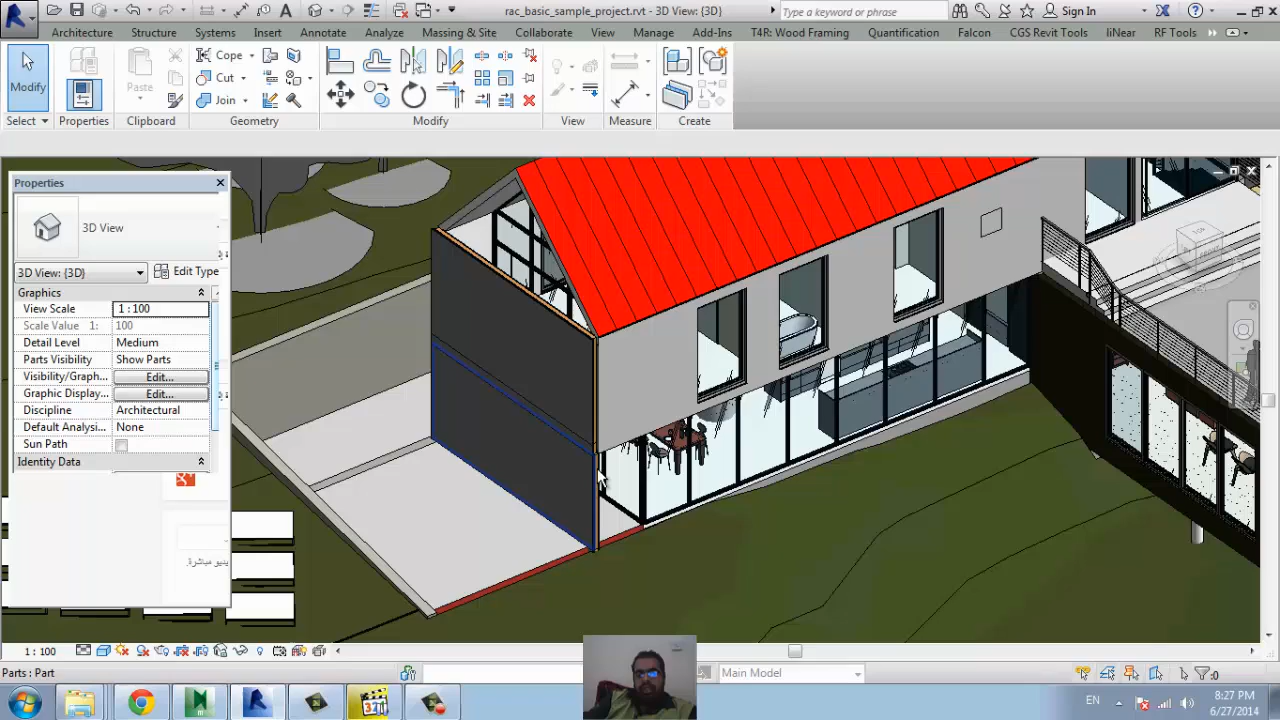 rac_basic_sample_project.rvt - 3D View: {3D}
Type a keyword or phrase
Sign In
Architecture Structure Systems Insert Annotate Analyze Massing & Site Collaborate View Manage Add-Ins T4R: Wood Framing Quantification Falcon CGS Revit Tools liNear RF Tools
Modify
Paste
Cope
Cut
Join
Select Properties Clipboard Geometry Modify View Measure Create
Properties
3D View
3D View: {3D}
Edit Type
Graphics
View Scale 1 : 100
Scale Value 1: 100
Detail Level Medium
Parts Visibility Show Parts
Visibility/Graph... Edit...
Graphic Display... Edit...
Discipline Architectural
Default Analysi... None
Sun Path
Identity Data
يديو مباشرة
1 : 100
Parts : Part
Main Model
:0
EN
8:27 PM
6/27/2014